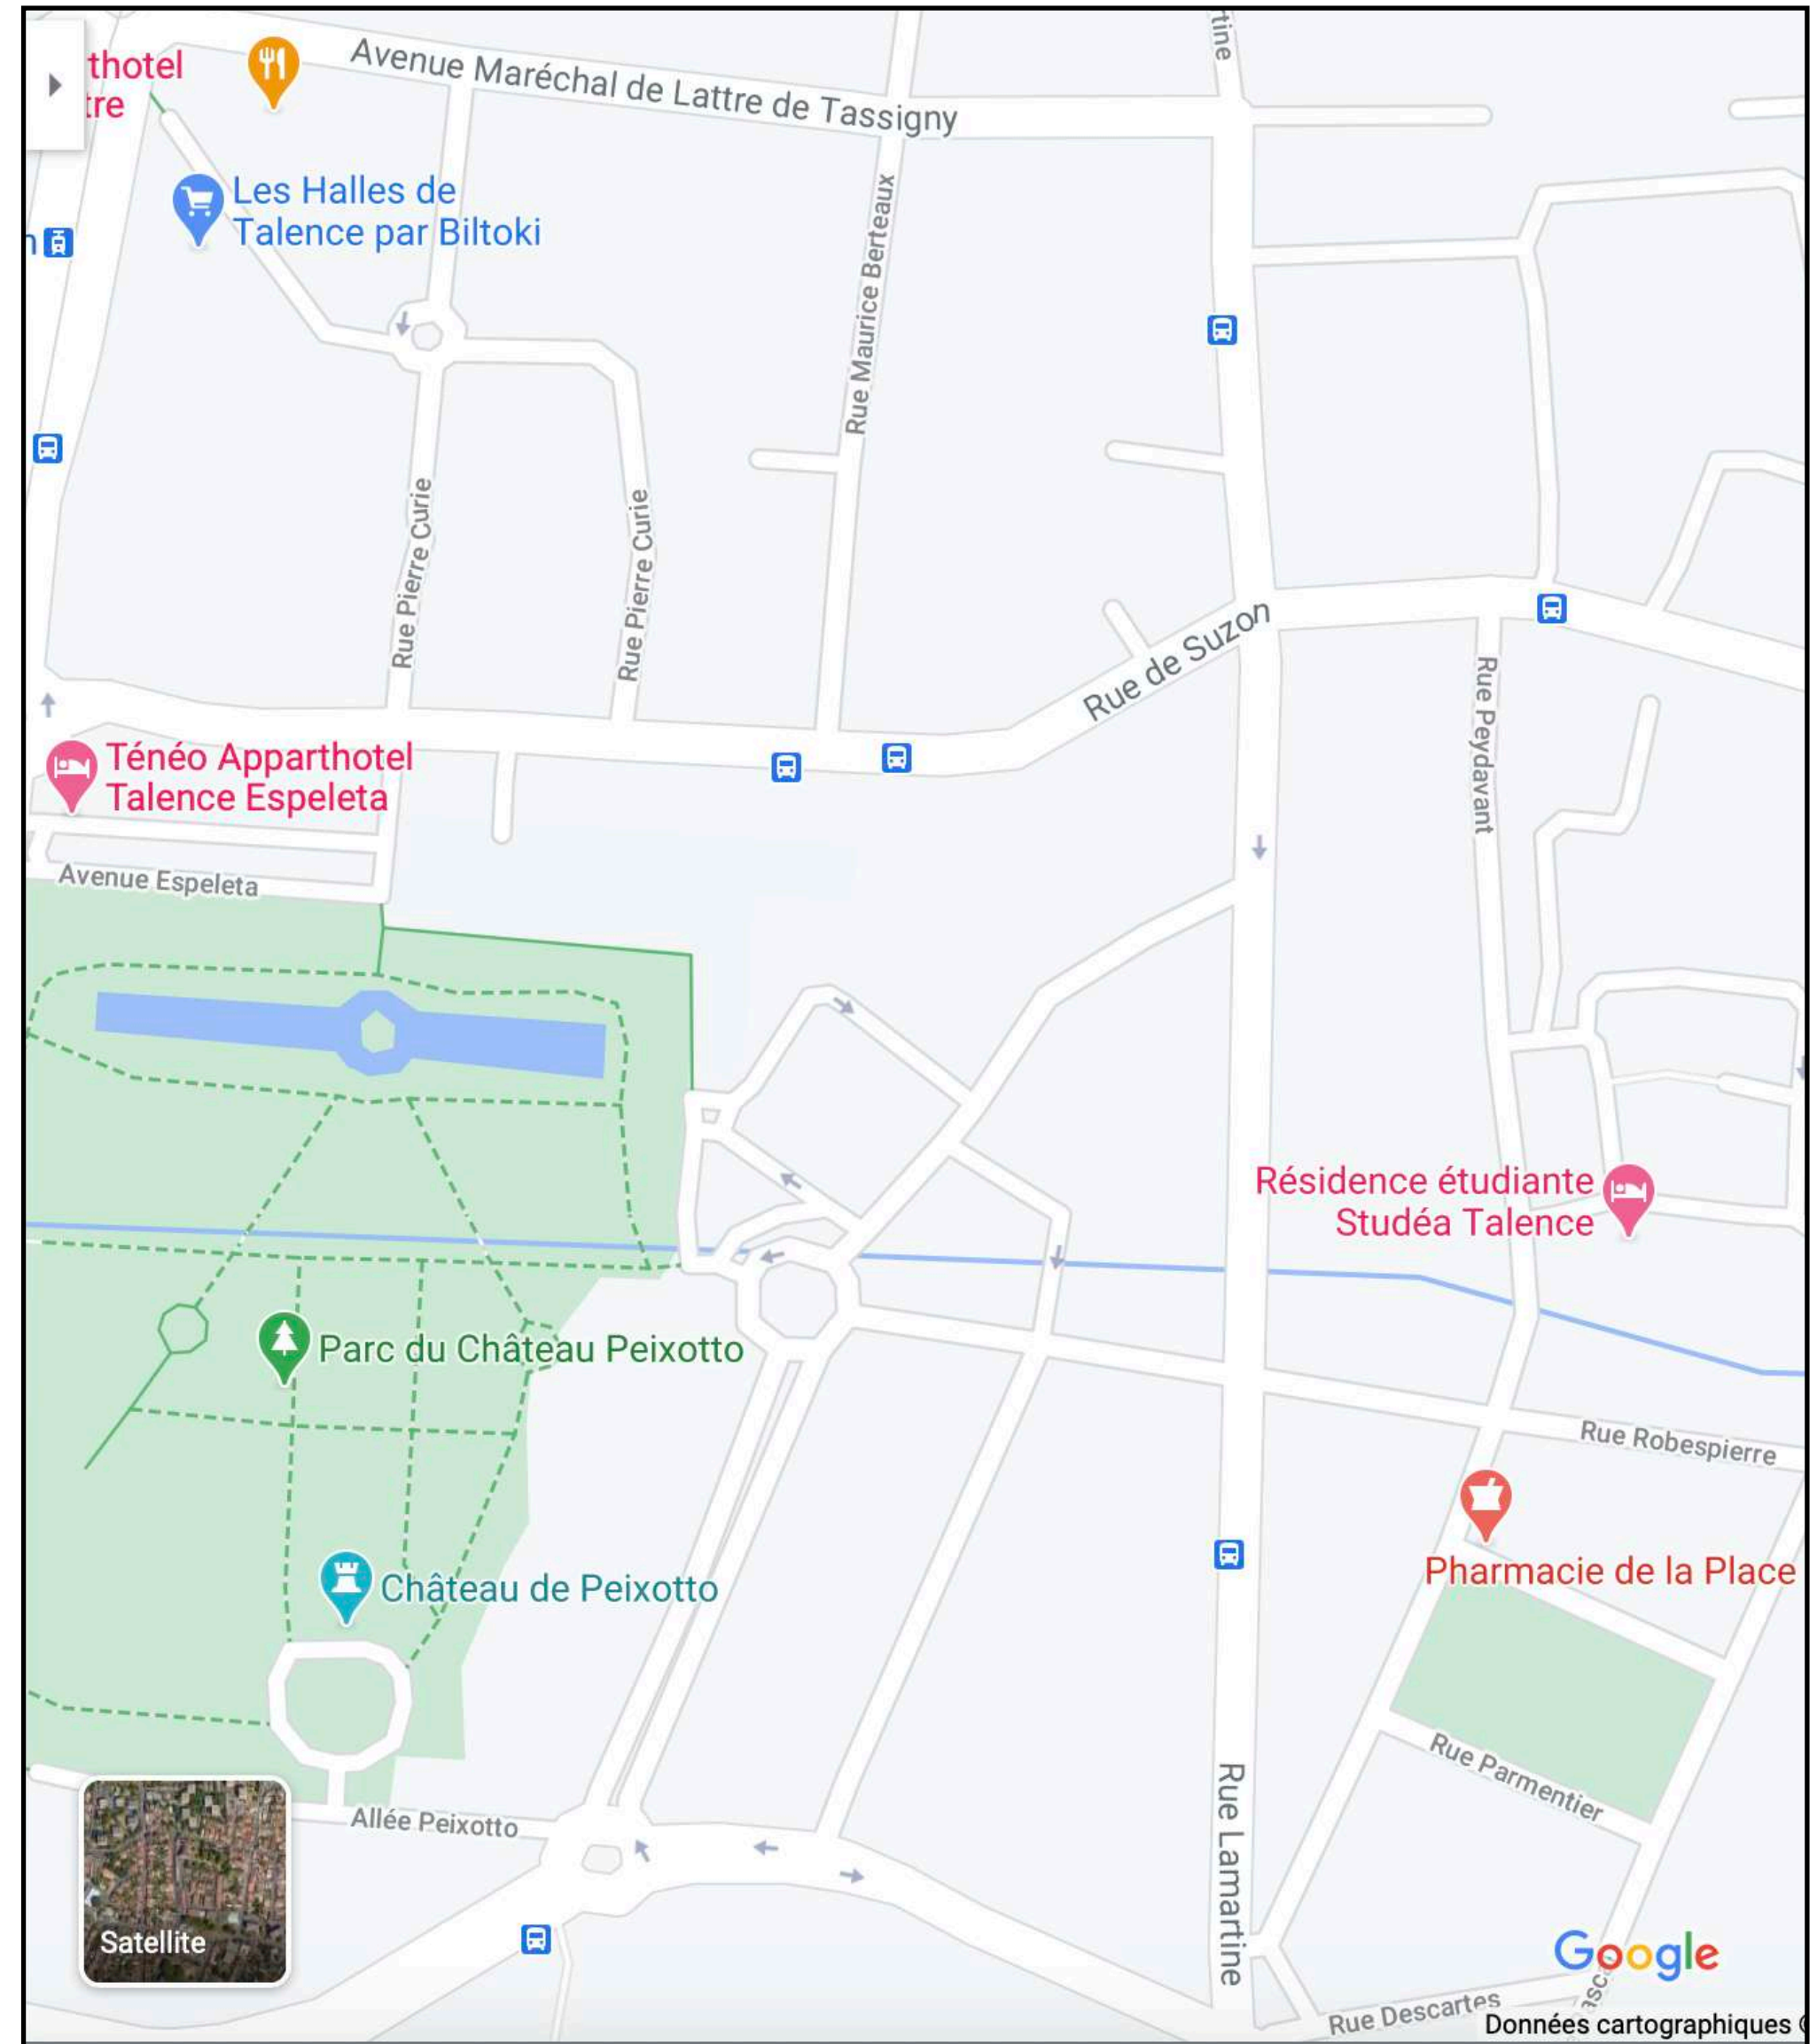 tine
Avenue Maréchal de Lattre de Tassigny
thotel
tre
Les Halles de
Talence par Biltoki
Rue Maurice Berteaux
Rue Pierre Curie
Rue Pierre Curie
Rue de Suzon
Rue Peydavant
Ténéo Apparthotel
Talence Espeleta
Avenue Espeleta
Résidence étudiante
Studéa Talence
Parc du Château Peixotto
Rue Robespierre
Pharmacie de la Place
Château de Peixotto
Rue Parmentier
Rue Lamartine
Allée Peixotto
Satellite
Google
Rue Descartes
Données cartographiques ©